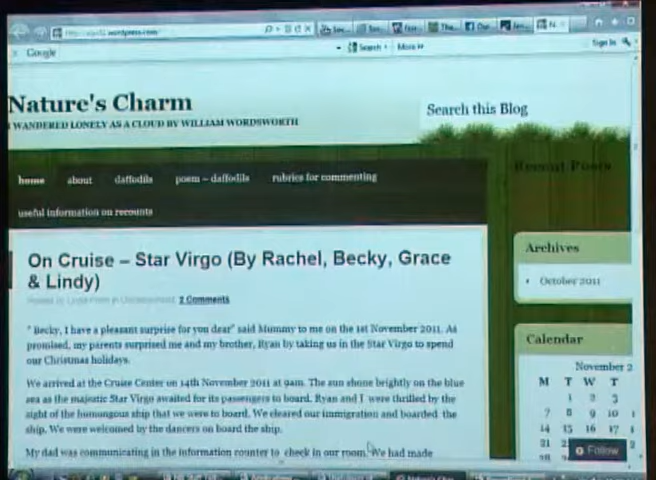 Google
Search
More
Sign In
Nature's Charm
I WANDERED LONELY AS A CLOUD BY WILLIAM WORDSWORTH
Search this Blog
home about daffodils poem – daffodils rubrics for commenting
useful information on recounts
Recent Posts
On Cruise – Star Virgo (By Rachel, Becky, Grace
& Lindy)
2 Comments
" Becky, I have a pleasant surprise for you dear" said Mummy to me on the 1st November 2011. As
promised, my parents surprised me and my brother, Ryan by taking us in the Star Virgo to spend
our Christmas holidays.
We arrived at the Cruise Center on 14th November 2011 at 9am. The sun shone brightly on the blue
sea as the majestic Star Virgo awaited for its passengers to board. Ryan and I were thrilled by the
sight of the humongous ship that we were to board. We cleared our immigration and boarded the
ship. We were welcomed by the dancers on board the ship.
My dad was communicating in the information counter to check in our room. We had made
Archives
October 2011
Calendar
November 2
M T W T
1 2 3
7 8 9 10
14 15 16 17
21
Follow